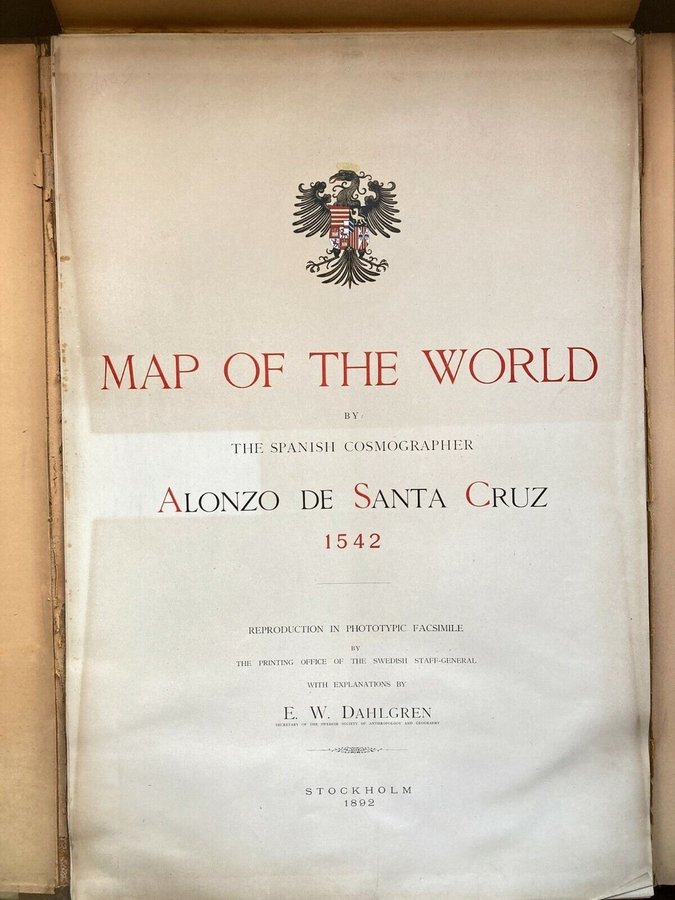 MAP OF THE WORLD
BY
THE SPANISH COSMOGRAPHER
ALONZO DE SANTA CRUZ
1542
REPRODUCTION IN PHOTOTYPIC FACSIMILE
BY
THE PRINTING OFFICE OF THE SWEDISH STAFF-GENERAL
WITH EXPLANATIONS BY
E. W. DAHLGREN
SECRETARY OF THE SWEDISH SOCIETY OF ANTHROPOLOGY AND GEOGRAPHY
STOCKHOLM
1892